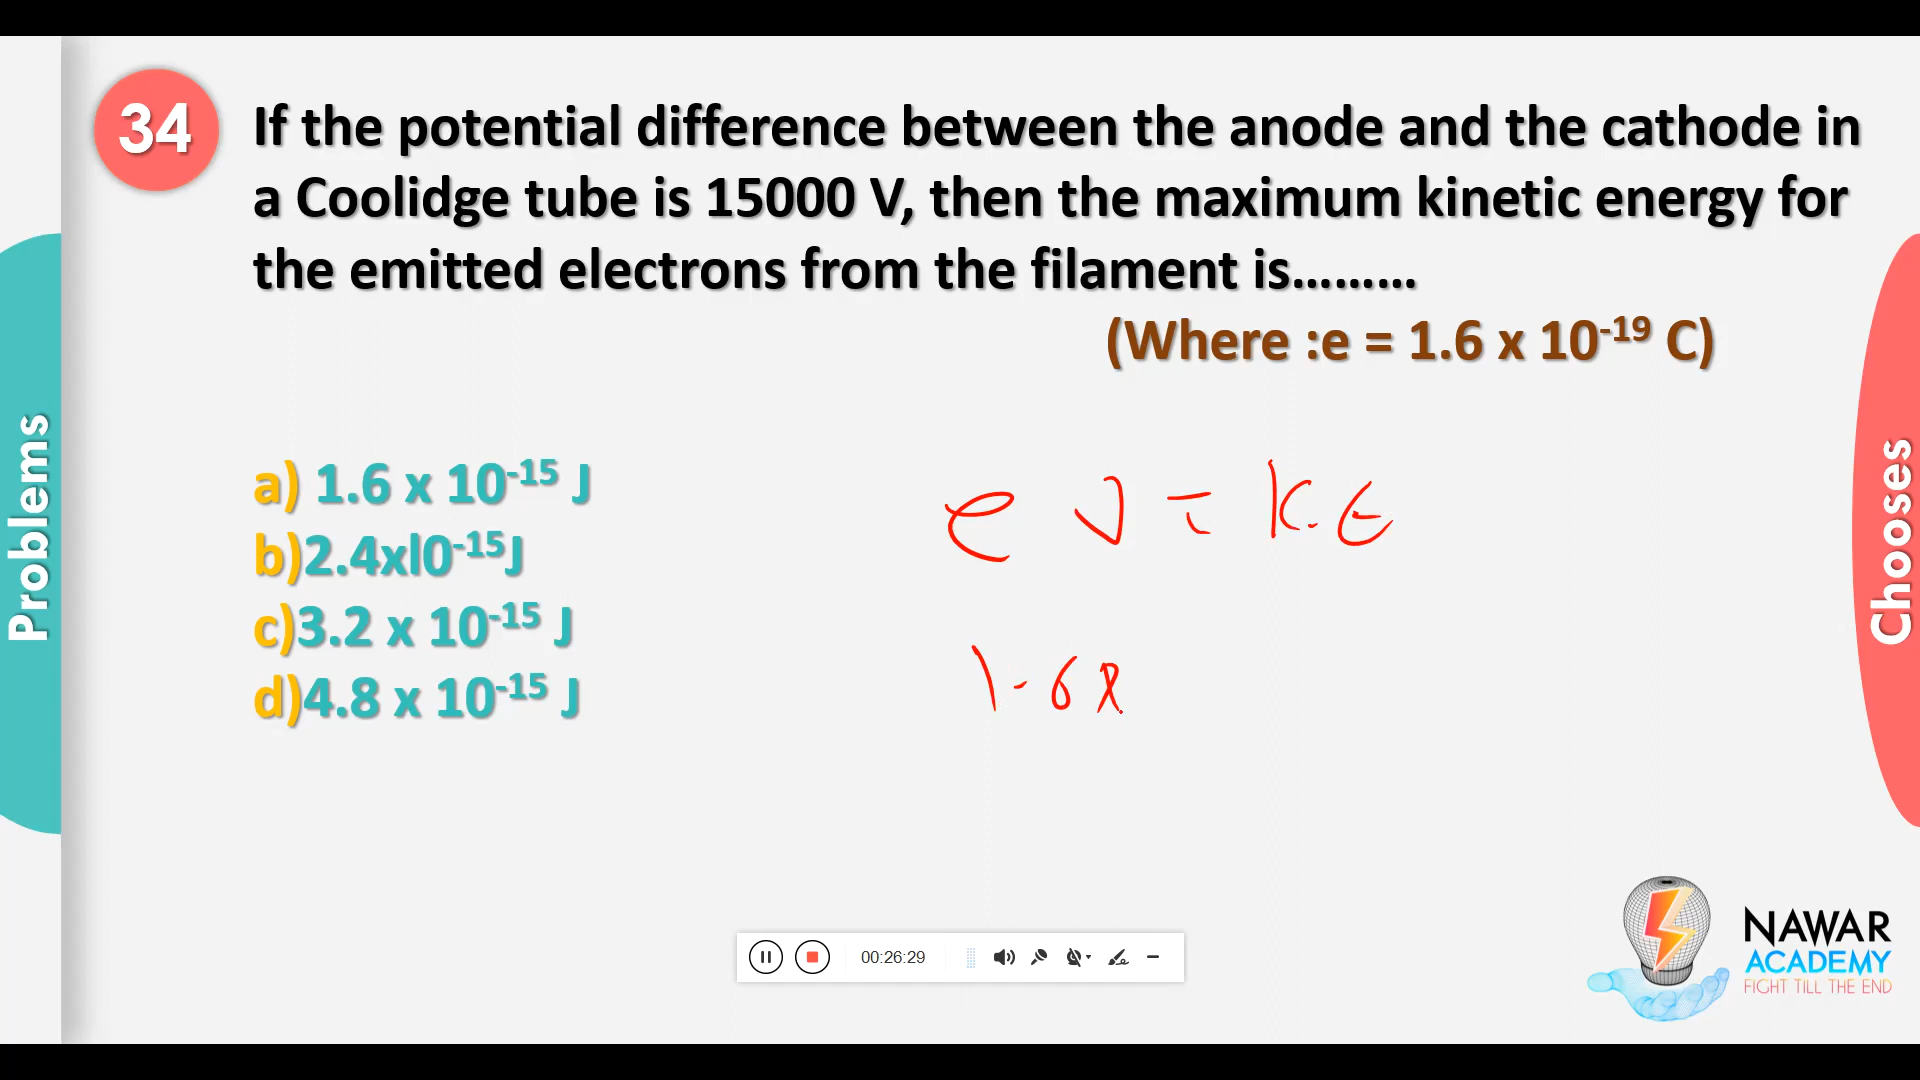 34
If the potential difference between the anode and the cathode in
a Coolidge tube is 15000 V, then the maximum kinetic energy for
the emitted electrons from the filament is.........
(Where :e = 1.6 x 10⁻¹⁹ C)
a) 1.6 x 10⁻¹⁵ J
b)2.4xl0⁻¹⁵J
c)3.2 x 10⁻¹⁵ J
d)4.8 x 10⁻¹⁵ J
e V = K.E
1.6x
Problems
Chooses
00:26:29
NAWAR
ACADEMY
FIGHT TILL THE END